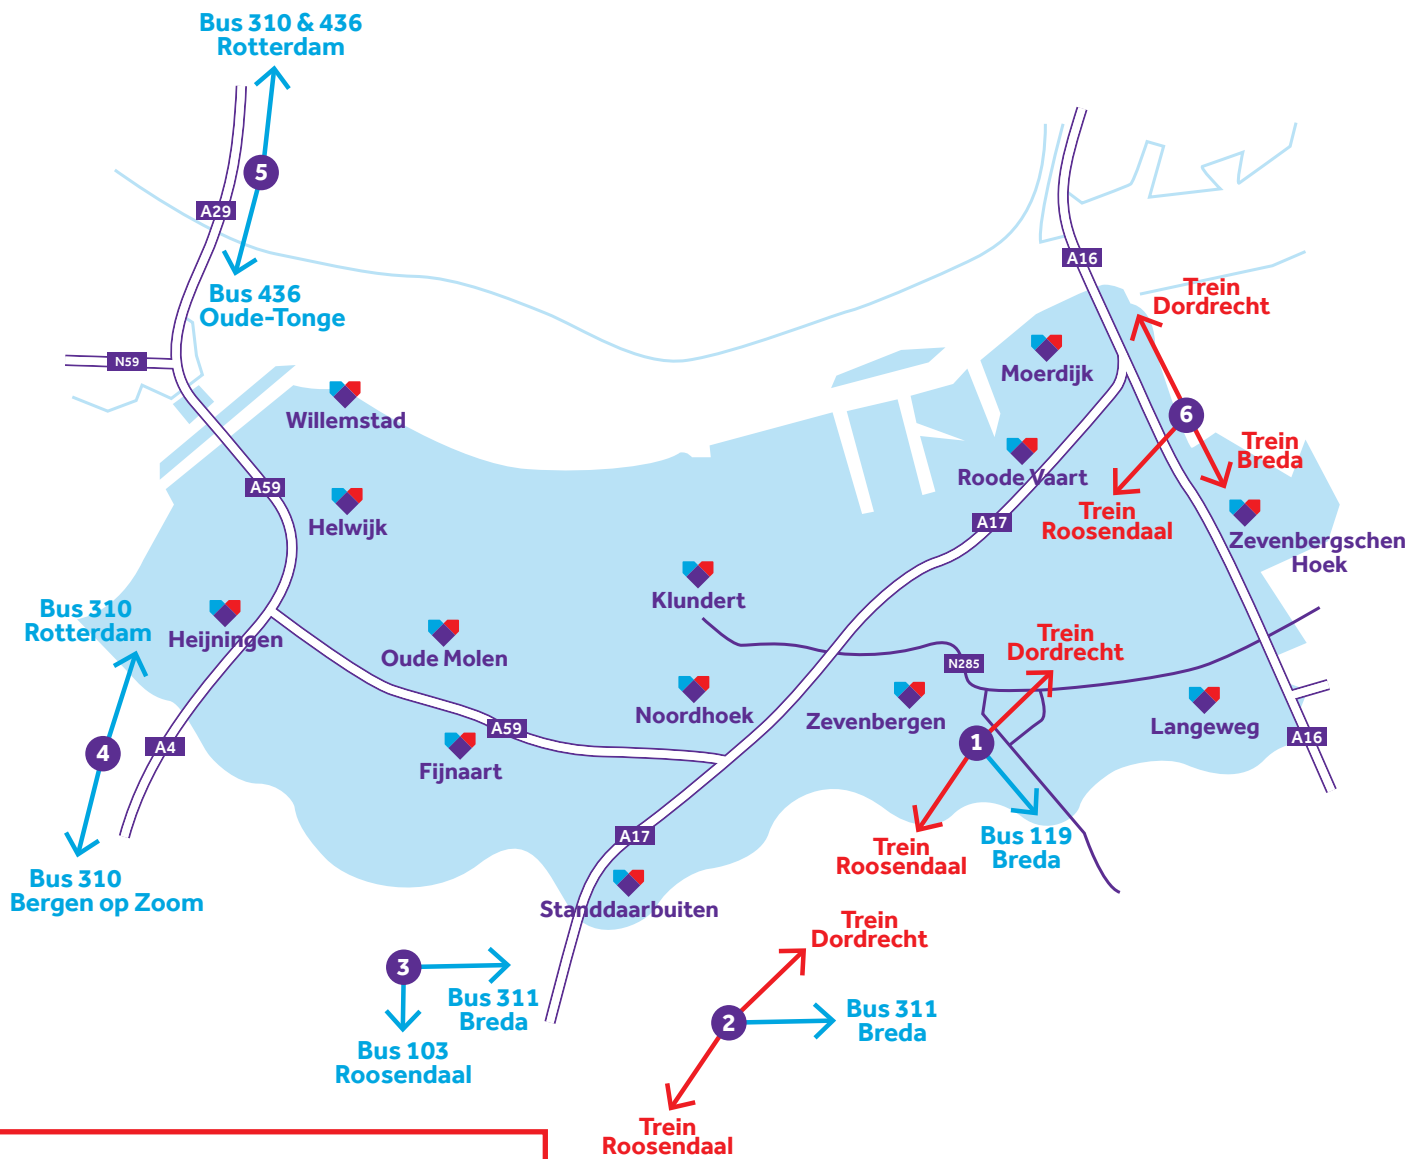 Bus 310 & 436
Rotterdam
5
A29
Bus 436
Oude-Tonge
N59
A16
Trein
Dordrecht
Moerdijk
Willemstad
6
Trein
Breda
Roode Vaart
A59
Helwijk
A17
Trein
Roosendaal
Zevenbergschen
Hoek
Klundert
Bus 310
Rotterdam
Heijningen
Oude Molen
Trein
Dordrecht
N285
Noordhoek
Zevenbergen
Langeweg
A59
A4
4
Fijnaart
1
A16
A17
Trein
Roosendaal
Bus 119
Breda
Bus 310
Bergen op Zoom
Standdaarbuiten
Trein
Dordrecht
3
Bus 311
Breda
2
Bus 311
Breda
Bus 103
Roosendaal
Trein
Roosendaal